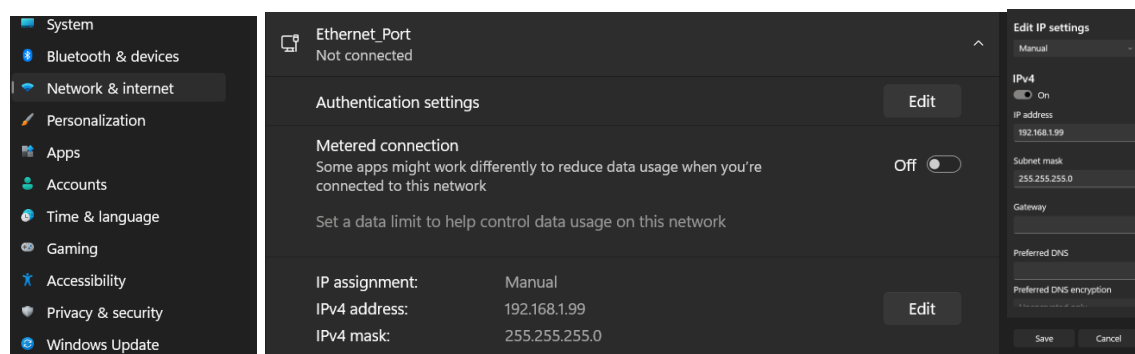 System
Bluetooth & devices
Network & internet
Personalization
Apps
Accounts
Time & language
Gaming
Accessibility
Privacy & security
Windows Update
Ethernet_Port
Not connected
Authentication settings
Edit
Metered connection
Some apps might work differently to reduce data usage when you're
connected to this network
Off
Set a data limit to help control data usage on this network
IP assignment: Manual
IPv4 address: 192.168.1.99
Edit
IPv4 mask: 255.255.255.0
Edit IP settings
Manual
IPv4
On
IP address
192.168.1.99
Subnet mask
255.255.255.0
Gateway
Preferred DNS
Preferred DNS encryption
Save Cancel